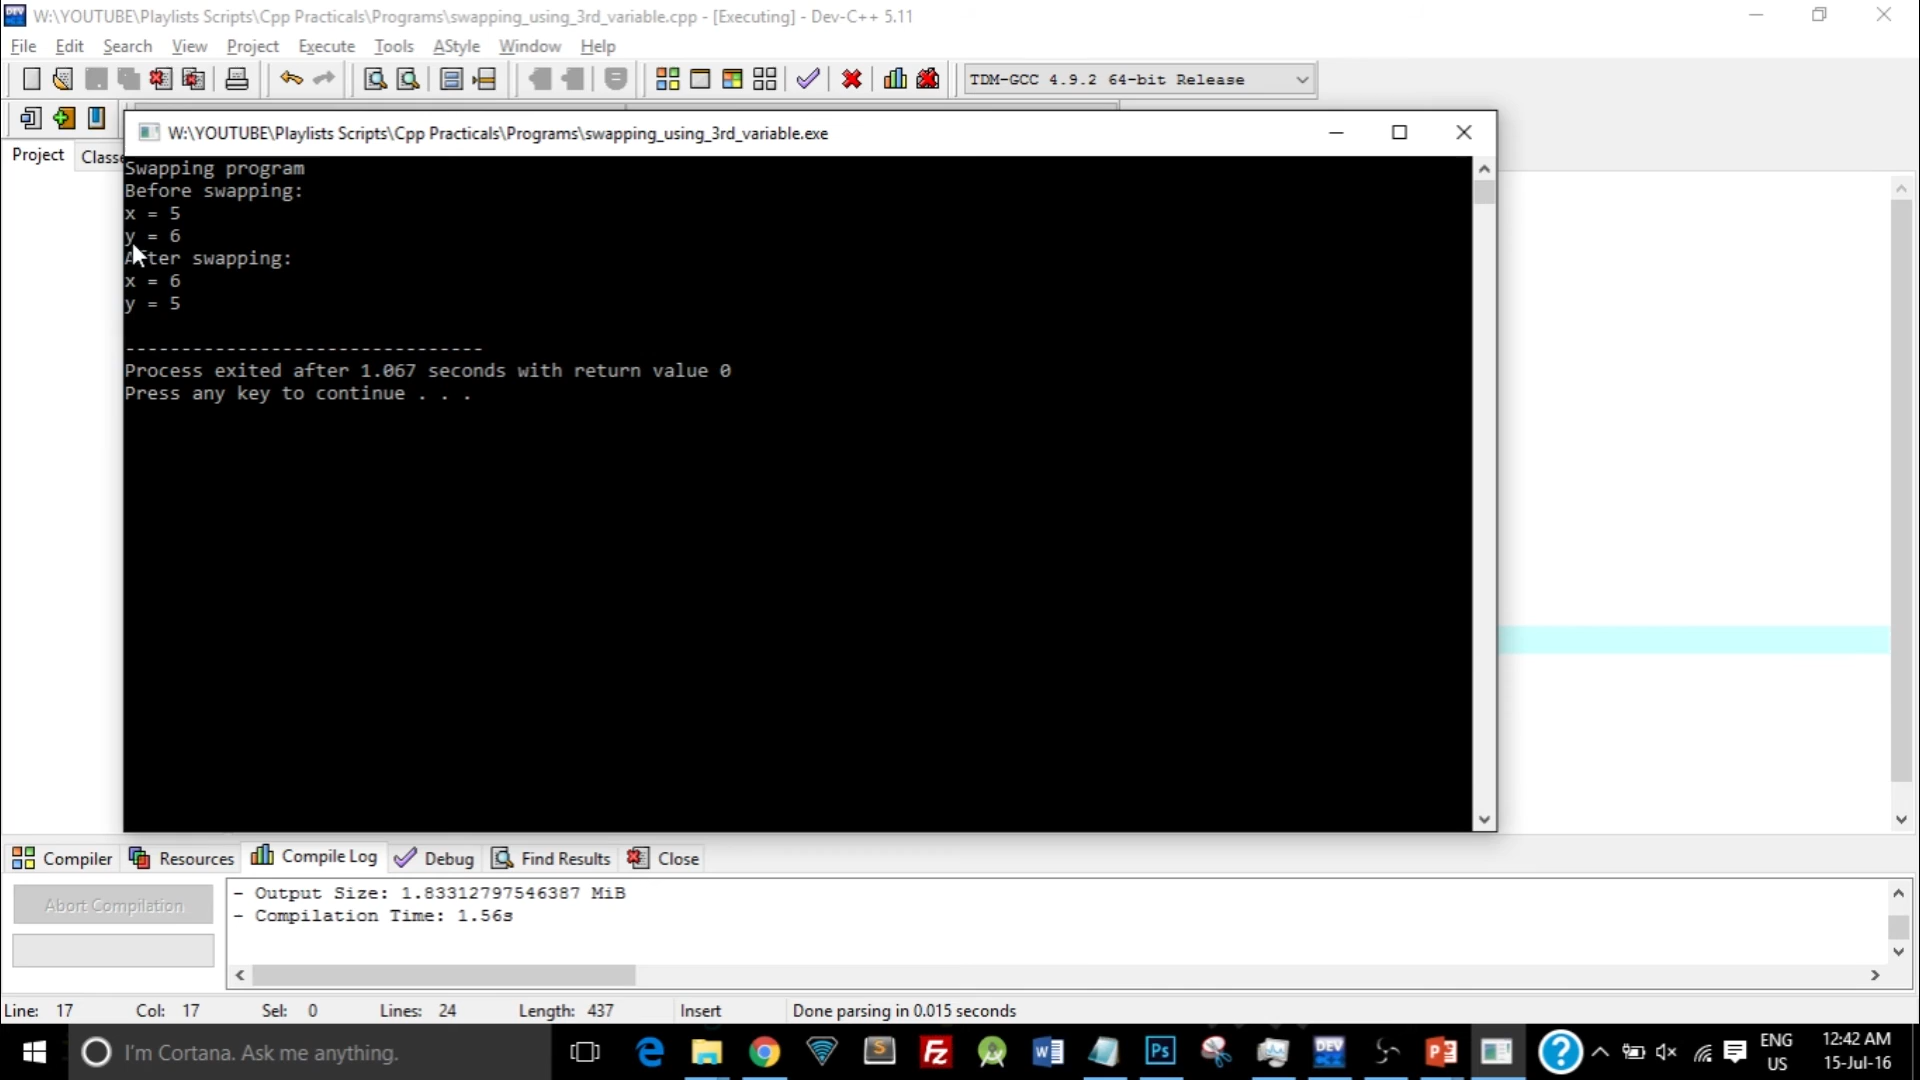 W:\YOUTUBE\Playlists Scripts\Cpp Practicals\Programs\swapping_using_3rd_variable.cpp - [Executing] - Dev-C++ 5.11
File Edit Search View Project Execute Tools AStyle Window Help
TDM-GCC 4.9.2 64-bit Release
W:\YOUTUBE\Playlists Scripts\Cpp Practicals\Programs\swapping_using_3rd_variable.exe
Project Classe
Swapping program
Before swapping:
x = 5
y = 6
After swapping:
x = 6
y = 5
--------------------------------
Process exited after 1.067 seconds with return value 0
Press any key to continue . . .
Compiler Resources Compile Log Debug Find Results Close
Abort Compilation
- Output Size: 1.83312797546387 MiB
- Compilation Time: 1.56s
Line: 17 Col: 17 Sel: 0 Lines: 24 Length: 437 Insert Done parsing in 0.015 seconds
I'm Cortana. Ask me anything.
ENG
US
12:42 AM
15-Jul-16